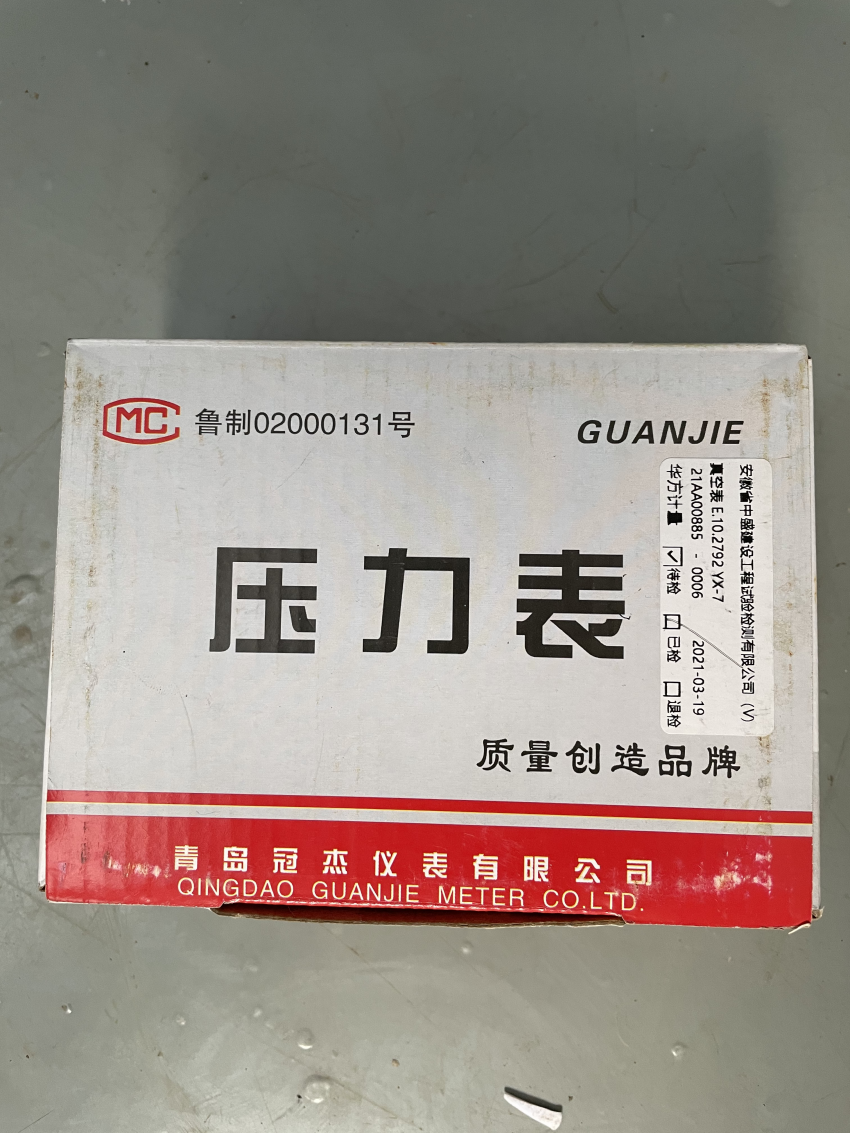 MC 鲁制02000131号
GUANJIE
压力表
质量创造品牌
安徽省中盛建设工程试验检测有限公司（V）
真空表 E.10.2792 YX-7
21AA00885 - 0006 2021-03-19
华方计量 ☑待检 □已检 □退检
青岛冠杰仪表有限公司
QINGDAO GUANJIE METER CO.LTD.